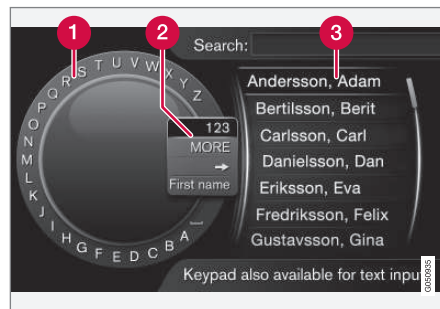 1
2
3
Search:
A B C D E F G H I J K L M N O P Q R S T U V W X Y Z
123
MORE
→
First name
Andersson, Adam
Bertilsson, Berit
Carlsson, Carl
Danielsson, Dan
Eriksson, Eva
Fredriksson, Felix
Gustavsson, Gina
Keypad also available for text input
G050935